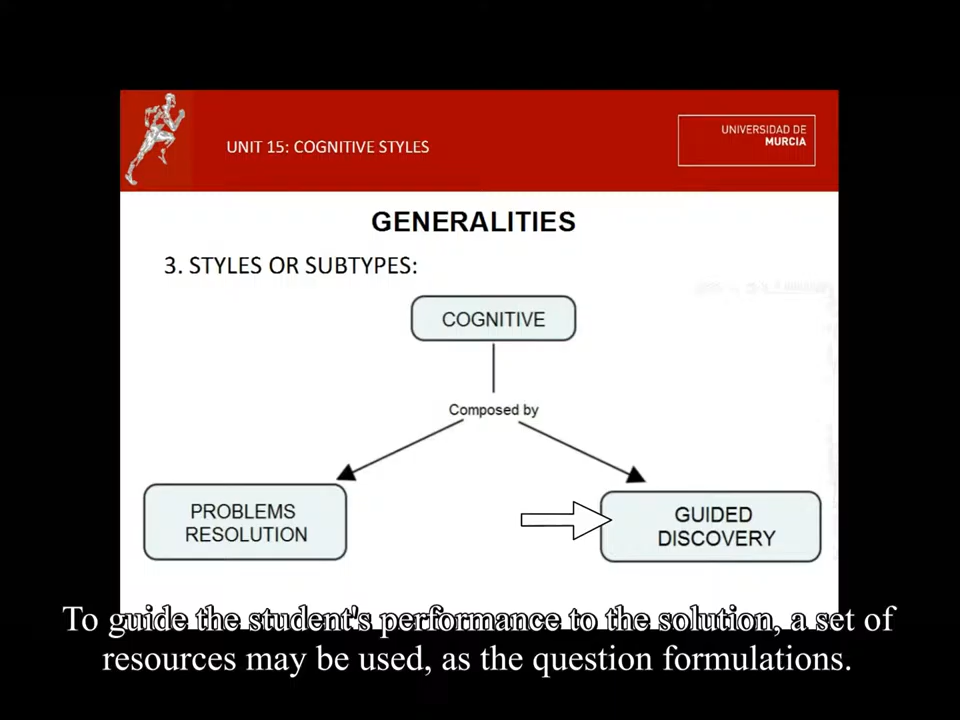 UNIT 15: COGNITIVE STYLES
UNIVERSIDAD DE
MURCIA
GENERALITIES
3. STYLES OR SUBTYPES:
COGNITIVE
Composed by
PROBLEMS
RESOLUTION
GUIDED
DISCOVERY
To guide the student's performance to the solution, a set of
resources may be used, as the question formulations.